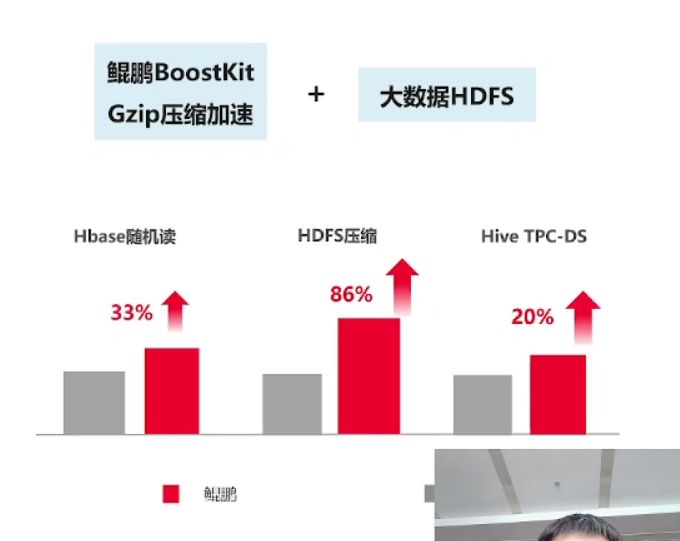 鲲鹏BoostKit
Gzip压缩加速
+
大数据HDFS
Hbase随机读
HDFS压缩
Hive TPC-DS
33%
86%
20%
鲲鹏